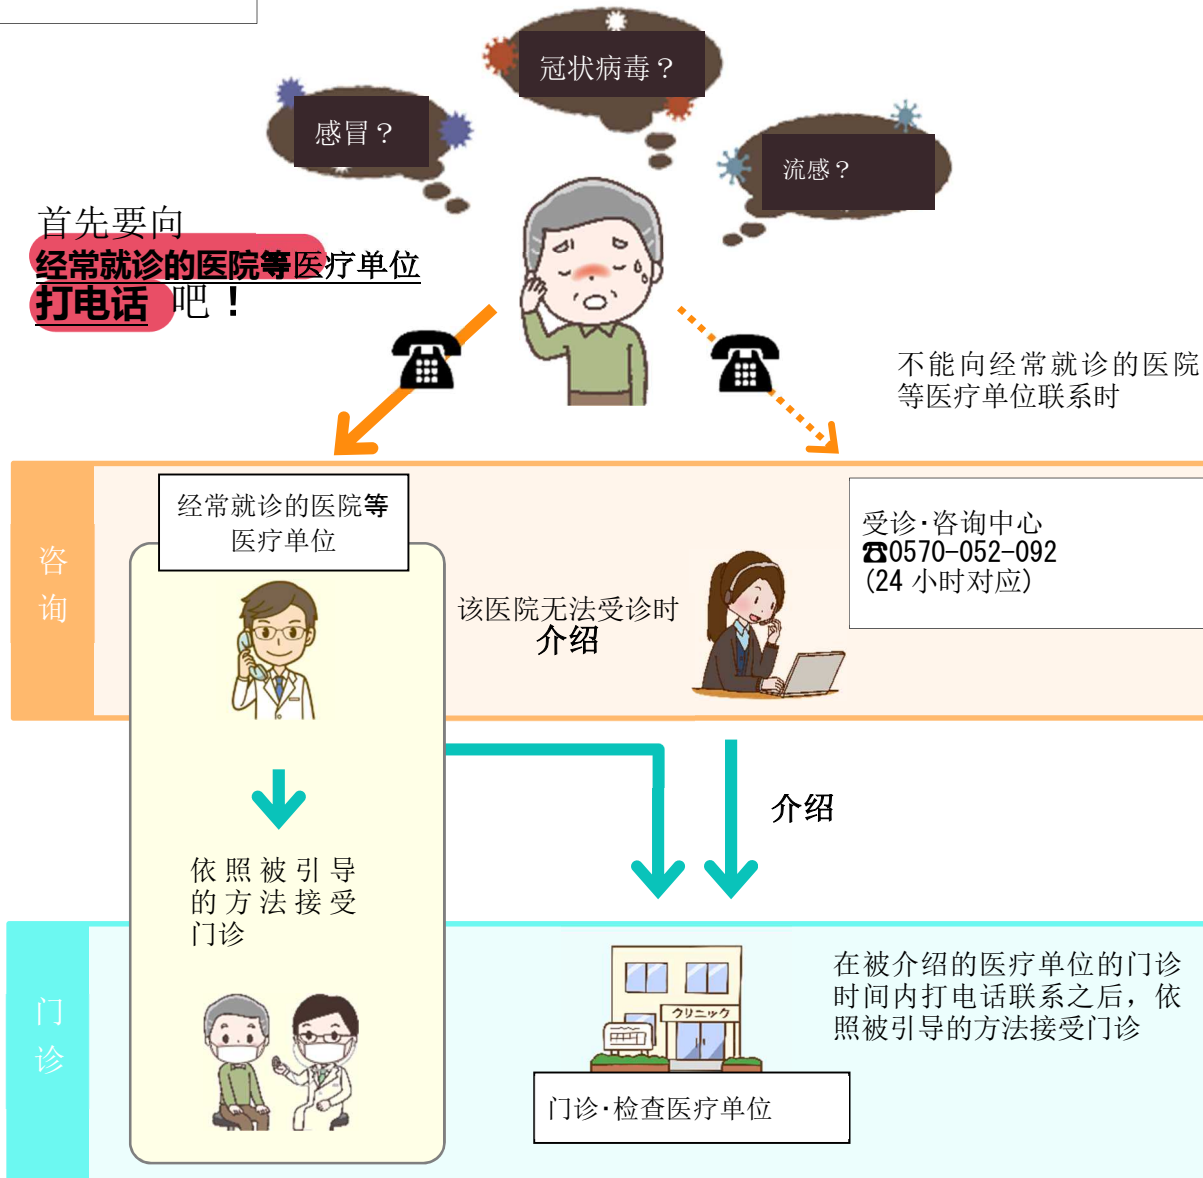 冠状病毒？
感冒？
流感？
首先要向
经常就诊的医院等医疗单位
打电话 吧！
不能向经常就诊的医院
等医疗单位联系时
咨
询
经常就诊的医院等
医疗单位
该医院无法受诊时
介绍
受诊·咨询中心
☎0570-052-092
(24 小时对应)
介绍
依照被引导
的方法接受
门诊
门
诊
クリニック
门诊·检查医疗单位
在被介绍的医疗单位的门诊
时间内打电话联系之后，依
照被引导的方法接受门诊